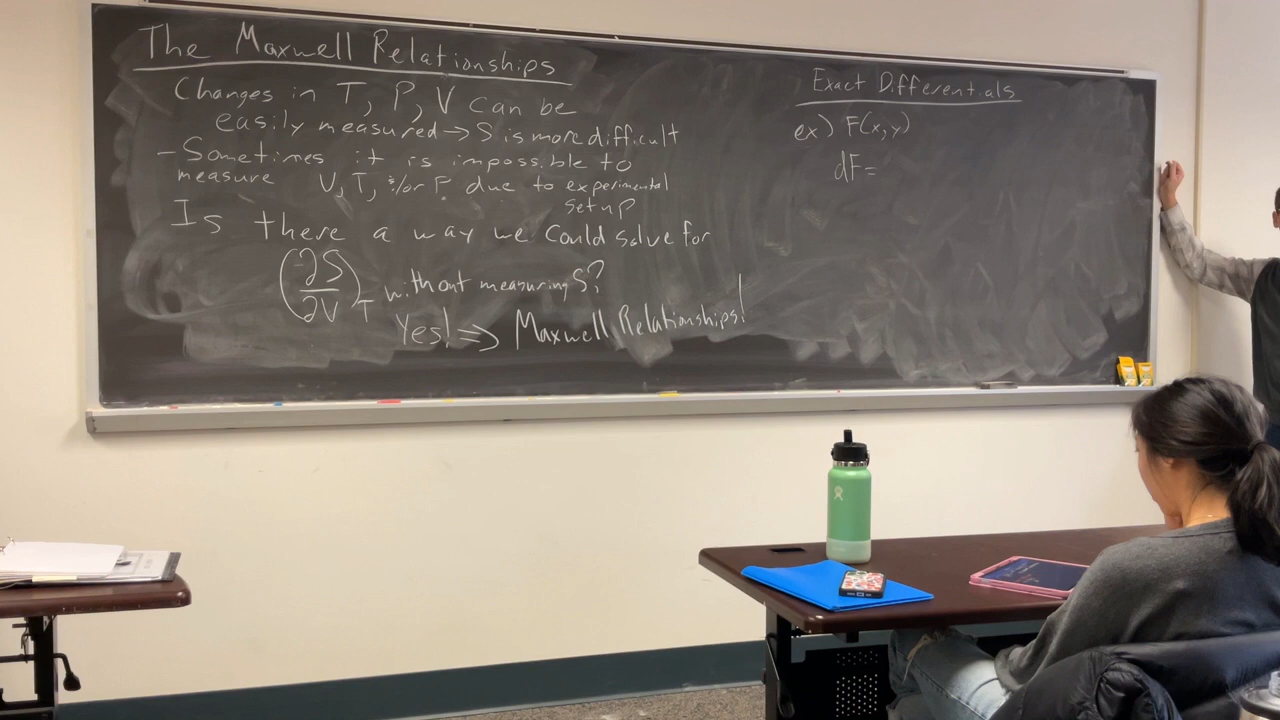 The Maxwell Relationships
Changes in T, P, V can be
easily measured → S is more difficult
- Sometimes it is impossible to
measure V, T, &/or P due to experimental
setup
Is there a way we could solve for
(∂S/∂V)_T without measuring S?
Yes! ⇒ Maxwell Relationships!
Exact Differentials
ex) F(x,y)
dF=